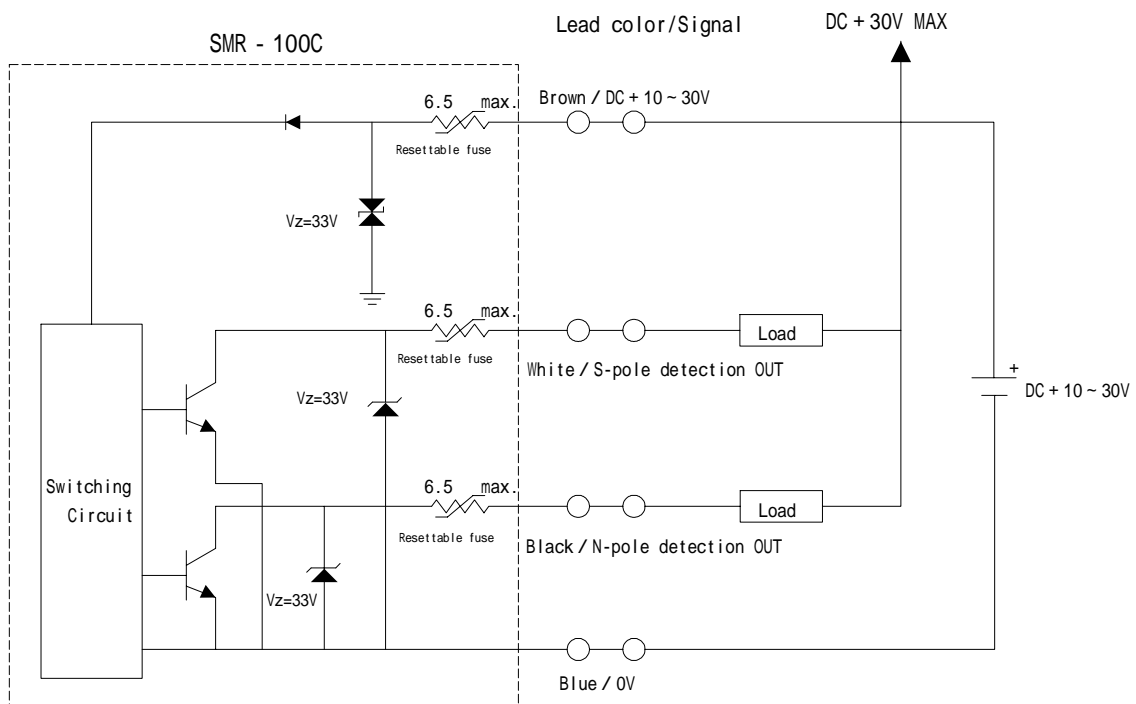 Lead color/Signal
DC + 30V MAX
SMR - 100C
6.5 max.
Brown / DC + 10 ~ 30V
Resettable fuse
Vz=33V
6.5 max.
Load
Resettable fuse
White / S-pole detection OUT
Vz=33V
+
DC + 10 ~ 30V
Switching
Circuit
6.5 max.
Load
Resettable fuse
Black / N-pole detection OUT
Vz=33V
Blue / 0V